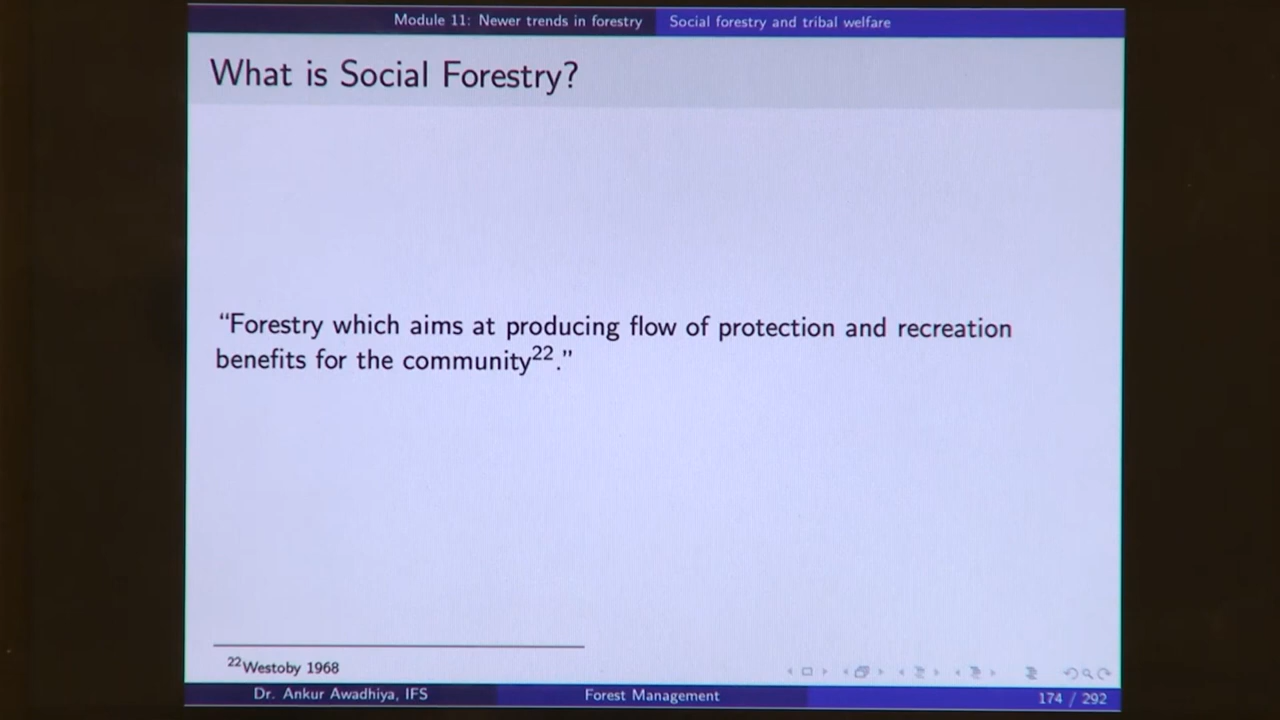 Module 11: Newer trends in forestry Social forestry and tribal welfare
What is Social Forestry?
“Forestry which aims at producing flow of protection and recreation
benefits for the community22.”
22Westoby 1968
Dr. Ankur Awadhiya, IFS Forest Management 174 / 292